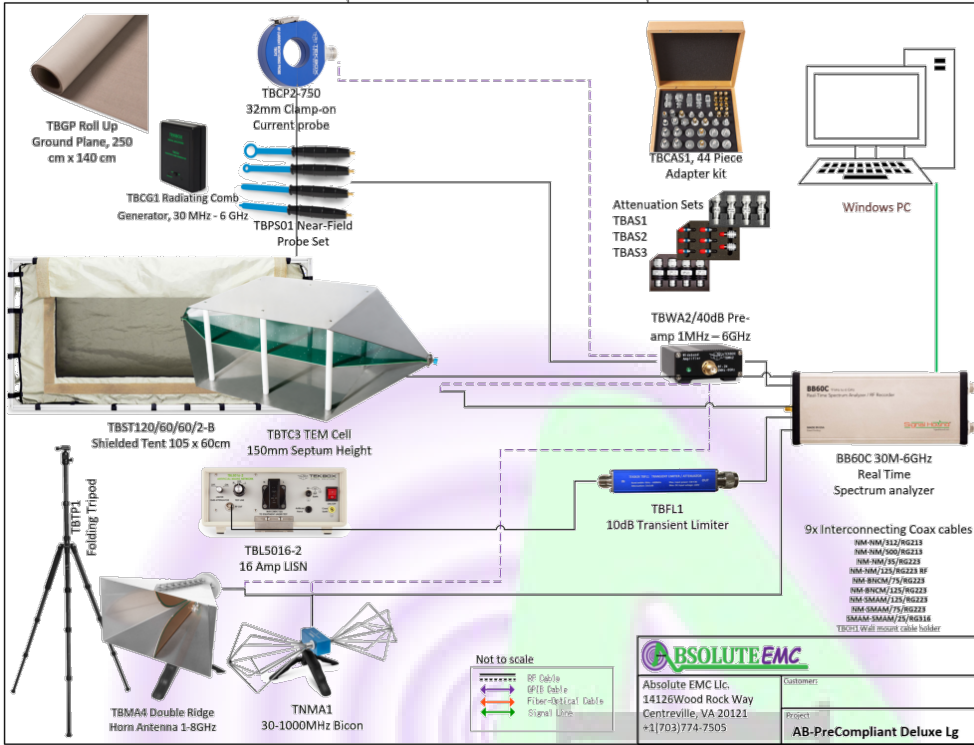 TBGP Roll Up
Ground Plane, 250
cm x 140 cm
TBCP2-750
32mm Clamp-on
Current probe
TBCG1 Radiating Comb
Generator, 30 MHz - 6 GHz
TBPS01 Near-Field
Probe Set
TBCAS1, 44 Piece
Adapter kit
Windows PC
Attenuation Sets
TBAS1
TBAS2
TBAS3
TBWA2/40dB Pre-
amp 1MHz – 6GHz
TBST120/60/60/2-B
Shielded Tent 105 x 60cm
TBTC3 TEM Cell
150mm Septum Height
BB60C
Real Time Spectrum Analyzer / RF Recorder
BB60C 30M-6GHz
Real Time
Spectrum analyzer
TBTP1
Folding Tripod
TEKBOX
TBL5016-2
16 Amp LISN
TBFL1
10dB Transient Limiter
9x Interconnecting Coax cables
NM-NM/312/RG213
NM-NM/500/RG213
NM-NM/35/RG223
NM-NM/125/RG223 RF
NM-BNCM/75/RG223
NM-BNCM/125/RG223
NM-SMAM/125/RG223
NM-SMAM/75/RG223
SMAM-SMAM/25/RG316
TBCH1 Wall mount cable holder
TBMA4 Double Ridge
Horn Antenna 1-8GHz
TNMA1
30-1000MHz Bicon
Not to scale
RF Cable
GPIB Cable
Fiber-Optical Cable
Signal Line
ABSOLUTE EMC
Absolute EMC Llc.
14126Wood Rock Way
Centreville, VA 20121
+1(703)774-7505
Customers
Project
AB-PreCompliant Deluxe Lg